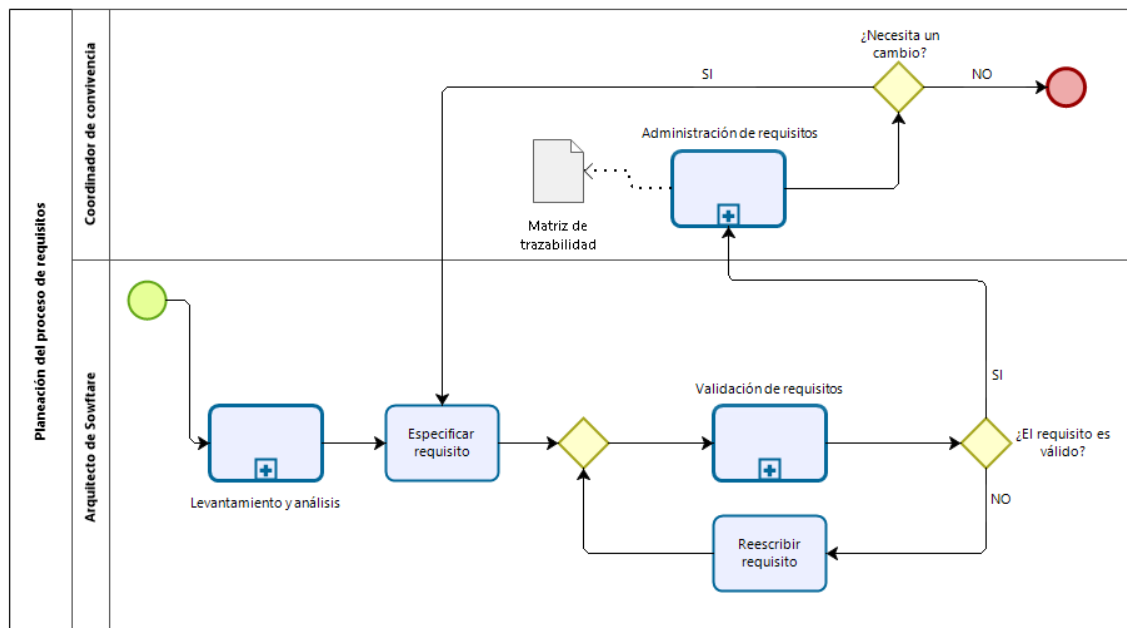 Planeación del proceso de requisitos
Coordinador de convivencia
¿Necesita un
cambio?
SI
NO
Administración de requisitos
Matriz de
trazabilidad
Arquitecto de Sowftare
Levantamiento y análisis
Especificar
requisito
Validación de requisitos
SI
¿El requisito es
válido?
NO
Reescribir
requisito